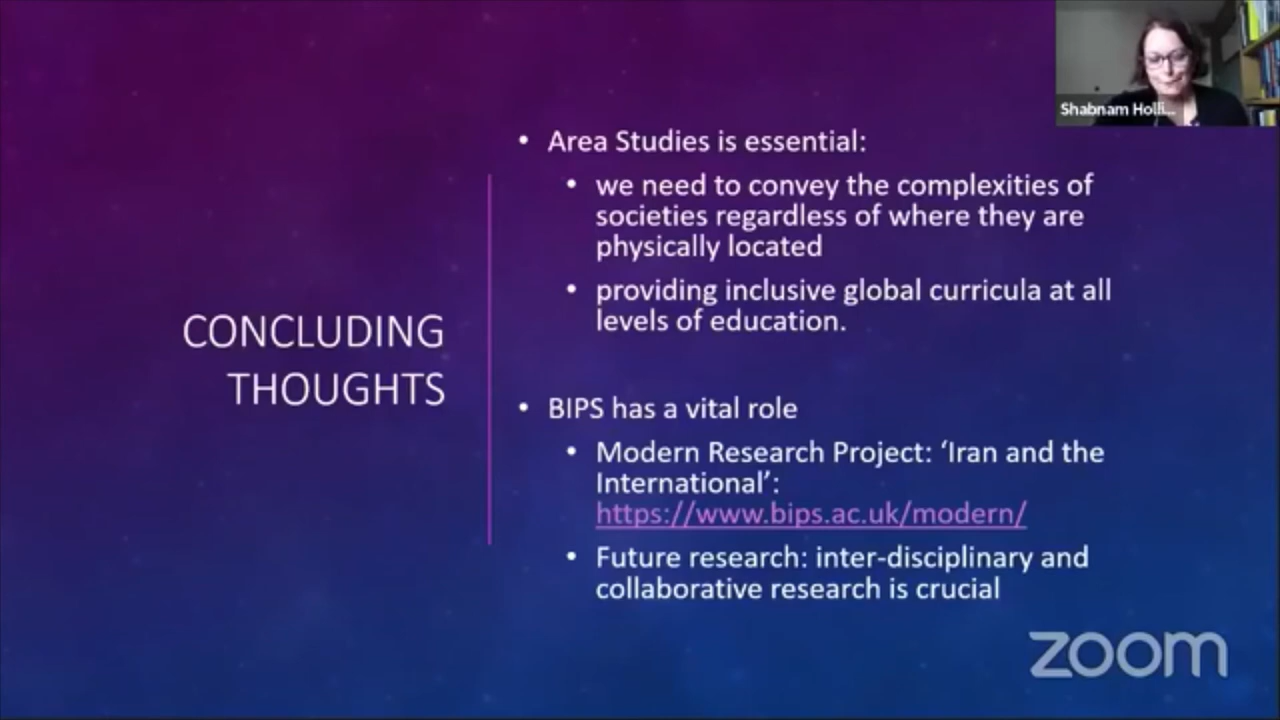 Shabnam Holli...
• Area Studies is essential:
• we need to convey the complexities of
societies regardless of where they are
physically located
• providing inclusive global curricula at all
levels of education.
CONCLUDING
THOUGHTS
• BIPS has a vital role
• Modern Research Project: ‘Iran and the
International’:
https://www.bips.ac.uk/modern/
• Future research: inter-disciplinary and
collaborative research is crucial
zoom